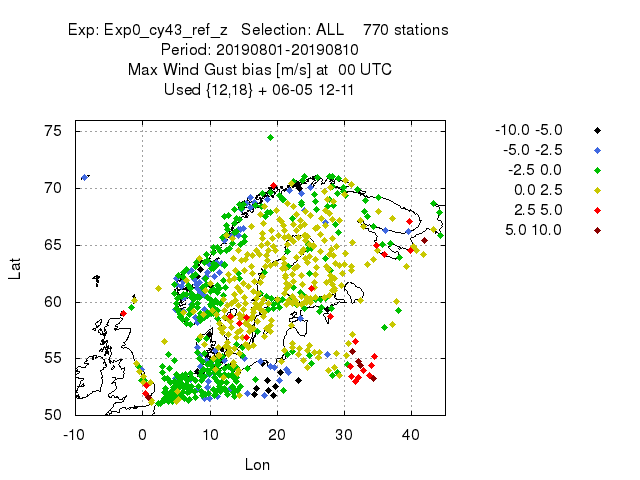 Exp: Exp0_cy43_ref_z   Selection: ALL    770 stations
Period: 20190801-20190810
Max Wind Gust bias [m/s] at  00 UTC
Used {12,18} + 06-05 12-11
-10.0 -5.0
-5.0 -2.5
-2.5 0.0
0.0 2.5
2.5 5.0
5.0 10.0
75
70
65
60
55
50
Lat
-10 0 10 20 30 40
Lon